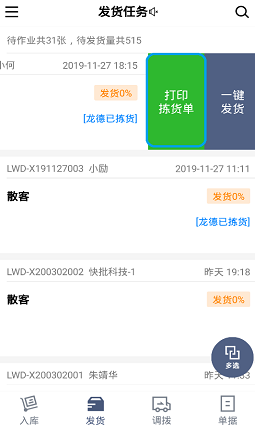 发货任务
待作业共31张，待发货量共515
小何 2019-11-27 18:15
发货0%
[龙德已拣货]
打印
拣货单
一键
发货
LWD-X191127003 小励 2019-11-27 11:11
散客 发货0%
[龙德已拣货]
LWD-X200302002 快批科技-1 昨天 19:18
散客 发货0%
多选
LWD-X200302001 朱婧华 昨天
入库 发货 调拨 单据